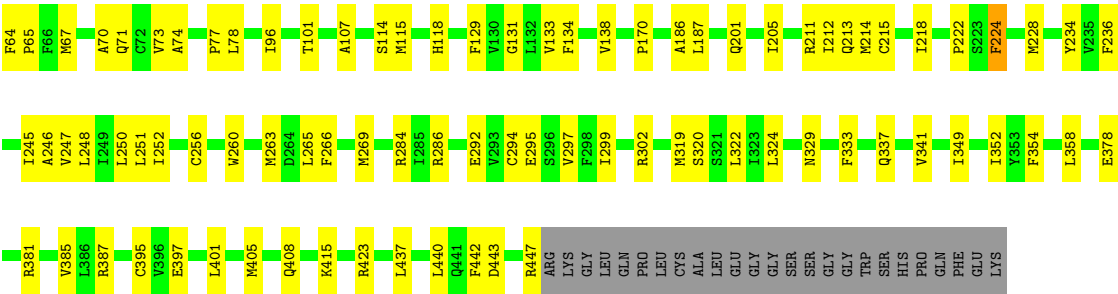 F64 P65 F66 M67 A70 Q71 C72 V73 A74 P77 L78 I96 T101 A107 S114 M115 H118 F129 V130 G131 L132 V133 F134 V138 P170 A186 L187 Q201 I205 R211 I212 Q213 M214 C215 I218 P222 S223 F224 M228 Y234 V235 F236
I245 A246 V247 L248 I249 L250 L251 I252 C256 W260 M263 D264 L265 F266 M269 R284 I285 R286 E292 V293 C294 E295 S296 V297 F298 I299 R302 M319 S320 S321 L322 I323 L324 N329 F333 Q337 V341 I349 I352 Y353 F354 L358 E378
R381 V385 L386 R387 C395 V396 E397 L401 M405 Q408 K415 R423 L437 L440 Q441 F442 D443 R447 ARG LYS GLY LEU GLN PRO LEU CYS ALA LEU GLU GLY GLY SER SER GLY GLY TRP SER HIS PRO GLN PHE GLU LYS